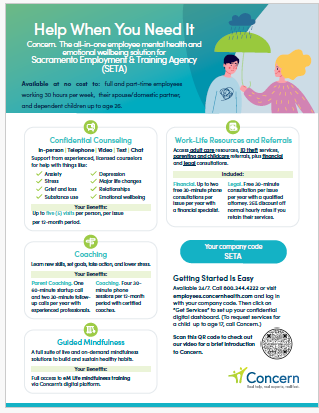 Help When You Need It
Concern. The all-in-one employee mental health and
emotional wellbeing solution for
Sacramento Employment & Training Agency
(SETA)
Available at no cost to: full and part-time employees
working 30 hours per week, their spouses/domestic partner,
and dependent children up to age 26.
Confidential Counseling
In-person | Telephone | Video | Text | Chat
Support from experienced, licensed counselors
for help with things like:
✓ Anxiety
✓ Stress
✓ Grief and loss
✓ Substance use
✓ Depression
✓ Major life changes
✓ Relationships
✓ Emotional wellbeing
Your Benefits:
Up to five (5) visits per person, per issue
per 12-month period.
Coaching
Learn new skills, set goals, take action, and lower stress.
Your Benefits:
Parent Coaching. One
60-minute startup call
and two 30-minute follow-
up calls per year with
experienced professionals.
Coaching. Four 30-
minute phone
sessions per 12-month
period with certified
coaches.
Guided Mindfulness
A full suite of live and on-demand mindfulness
solutions to build and sustain healthy habits.
Your Benefits:
Full access to eM Life mindfulness training
via Concern's digital platform.
Work-Life Resources and Referrals
Access adult care resources, ID theft services,
parenting and childcare referrals, plus financial
and legal consultations.
Included:
Financial. Up to two
free 30-minute phone
consultations per
issue per year with
a financial specialist.
Legal. Free 30-minute
consultation per issue
per year with a qualified
attorney. 25% discount off
normal hourly rates if you
retain their services.
Your company code
SETA
Getting Started Is Easy
Available 24/7. Call 800.344.4222 or visit
employees.concernhealth.com and log in
with your company code. Then click on
"Get Services" to set up your confidential
digital dashboard. (To request services for
a child up to age 17, call Concern.)
Scan this QR code to check out
our video for a brief introduction
to Concern.
Concern
find help, real experts, real lives